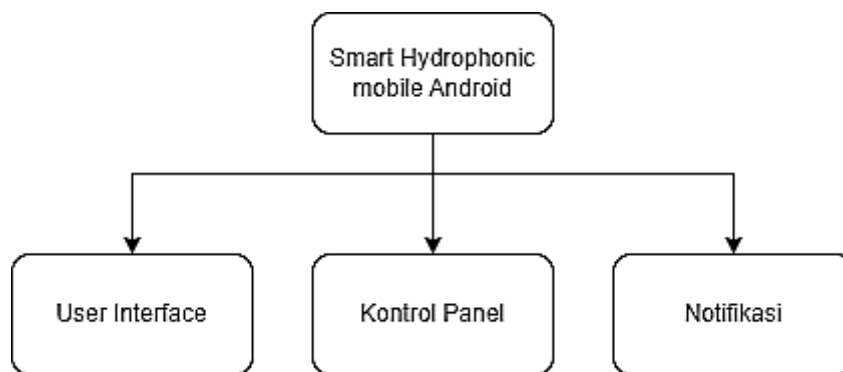 Smart Hydrophonic
mobile Android
User Interface
Kontrol Panel
Notifikasi